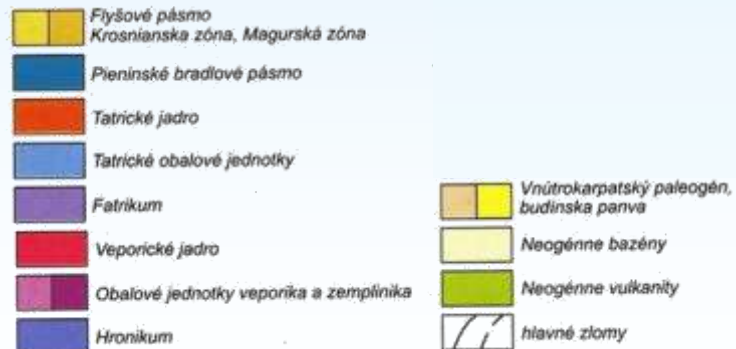 Flyšové pásmo
Krosnianska zóna, Magurská zóna
Pieninské bradlové pásmo
Tatrické jadro
Tatrické obalové jednotky
Fatrikum
Veporické jadro
Obalové jednotky veporika a zemplinika
Hronikum
Vnútrokarpatský paleogén,
budinska panva
Neogénne bazény
Neogénne vulkanity
hlavné zlomy